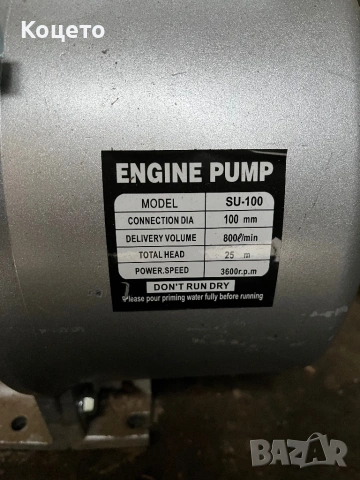 Коцето
ENGINE PUMP
MODEL SU-100
CONNECTION DIA 100 mm
DELIVERY VOLUME 800ℓ/min
TOTAL HEAD 25 m
POWER.SPEED 3600r.p.m
DON'T RUN DRY
Please pour priming water fully before running
BAZAR